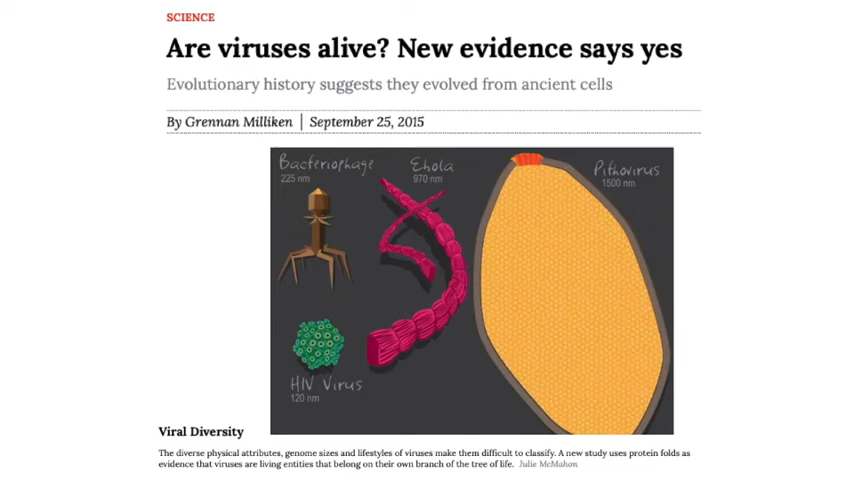 SCIENCE
Are viruses alive? New evidence says yes
Evolutionary history suggests they evolved from ancient cells
By Grennan Milliken | September 25, 2015
Bacteriophage
225 nm
Ebola
970 nm
Pithovirus
1500 nm
HIV Virus
120 nm
Viral Diversity
The diverse physical attributes, genome sizes and lifestyles of viruses make them difficult to classify. A new study uses protein folds as
evidence that viruses are living entities that belong on their own branch of the tree of life. Julie McMahon